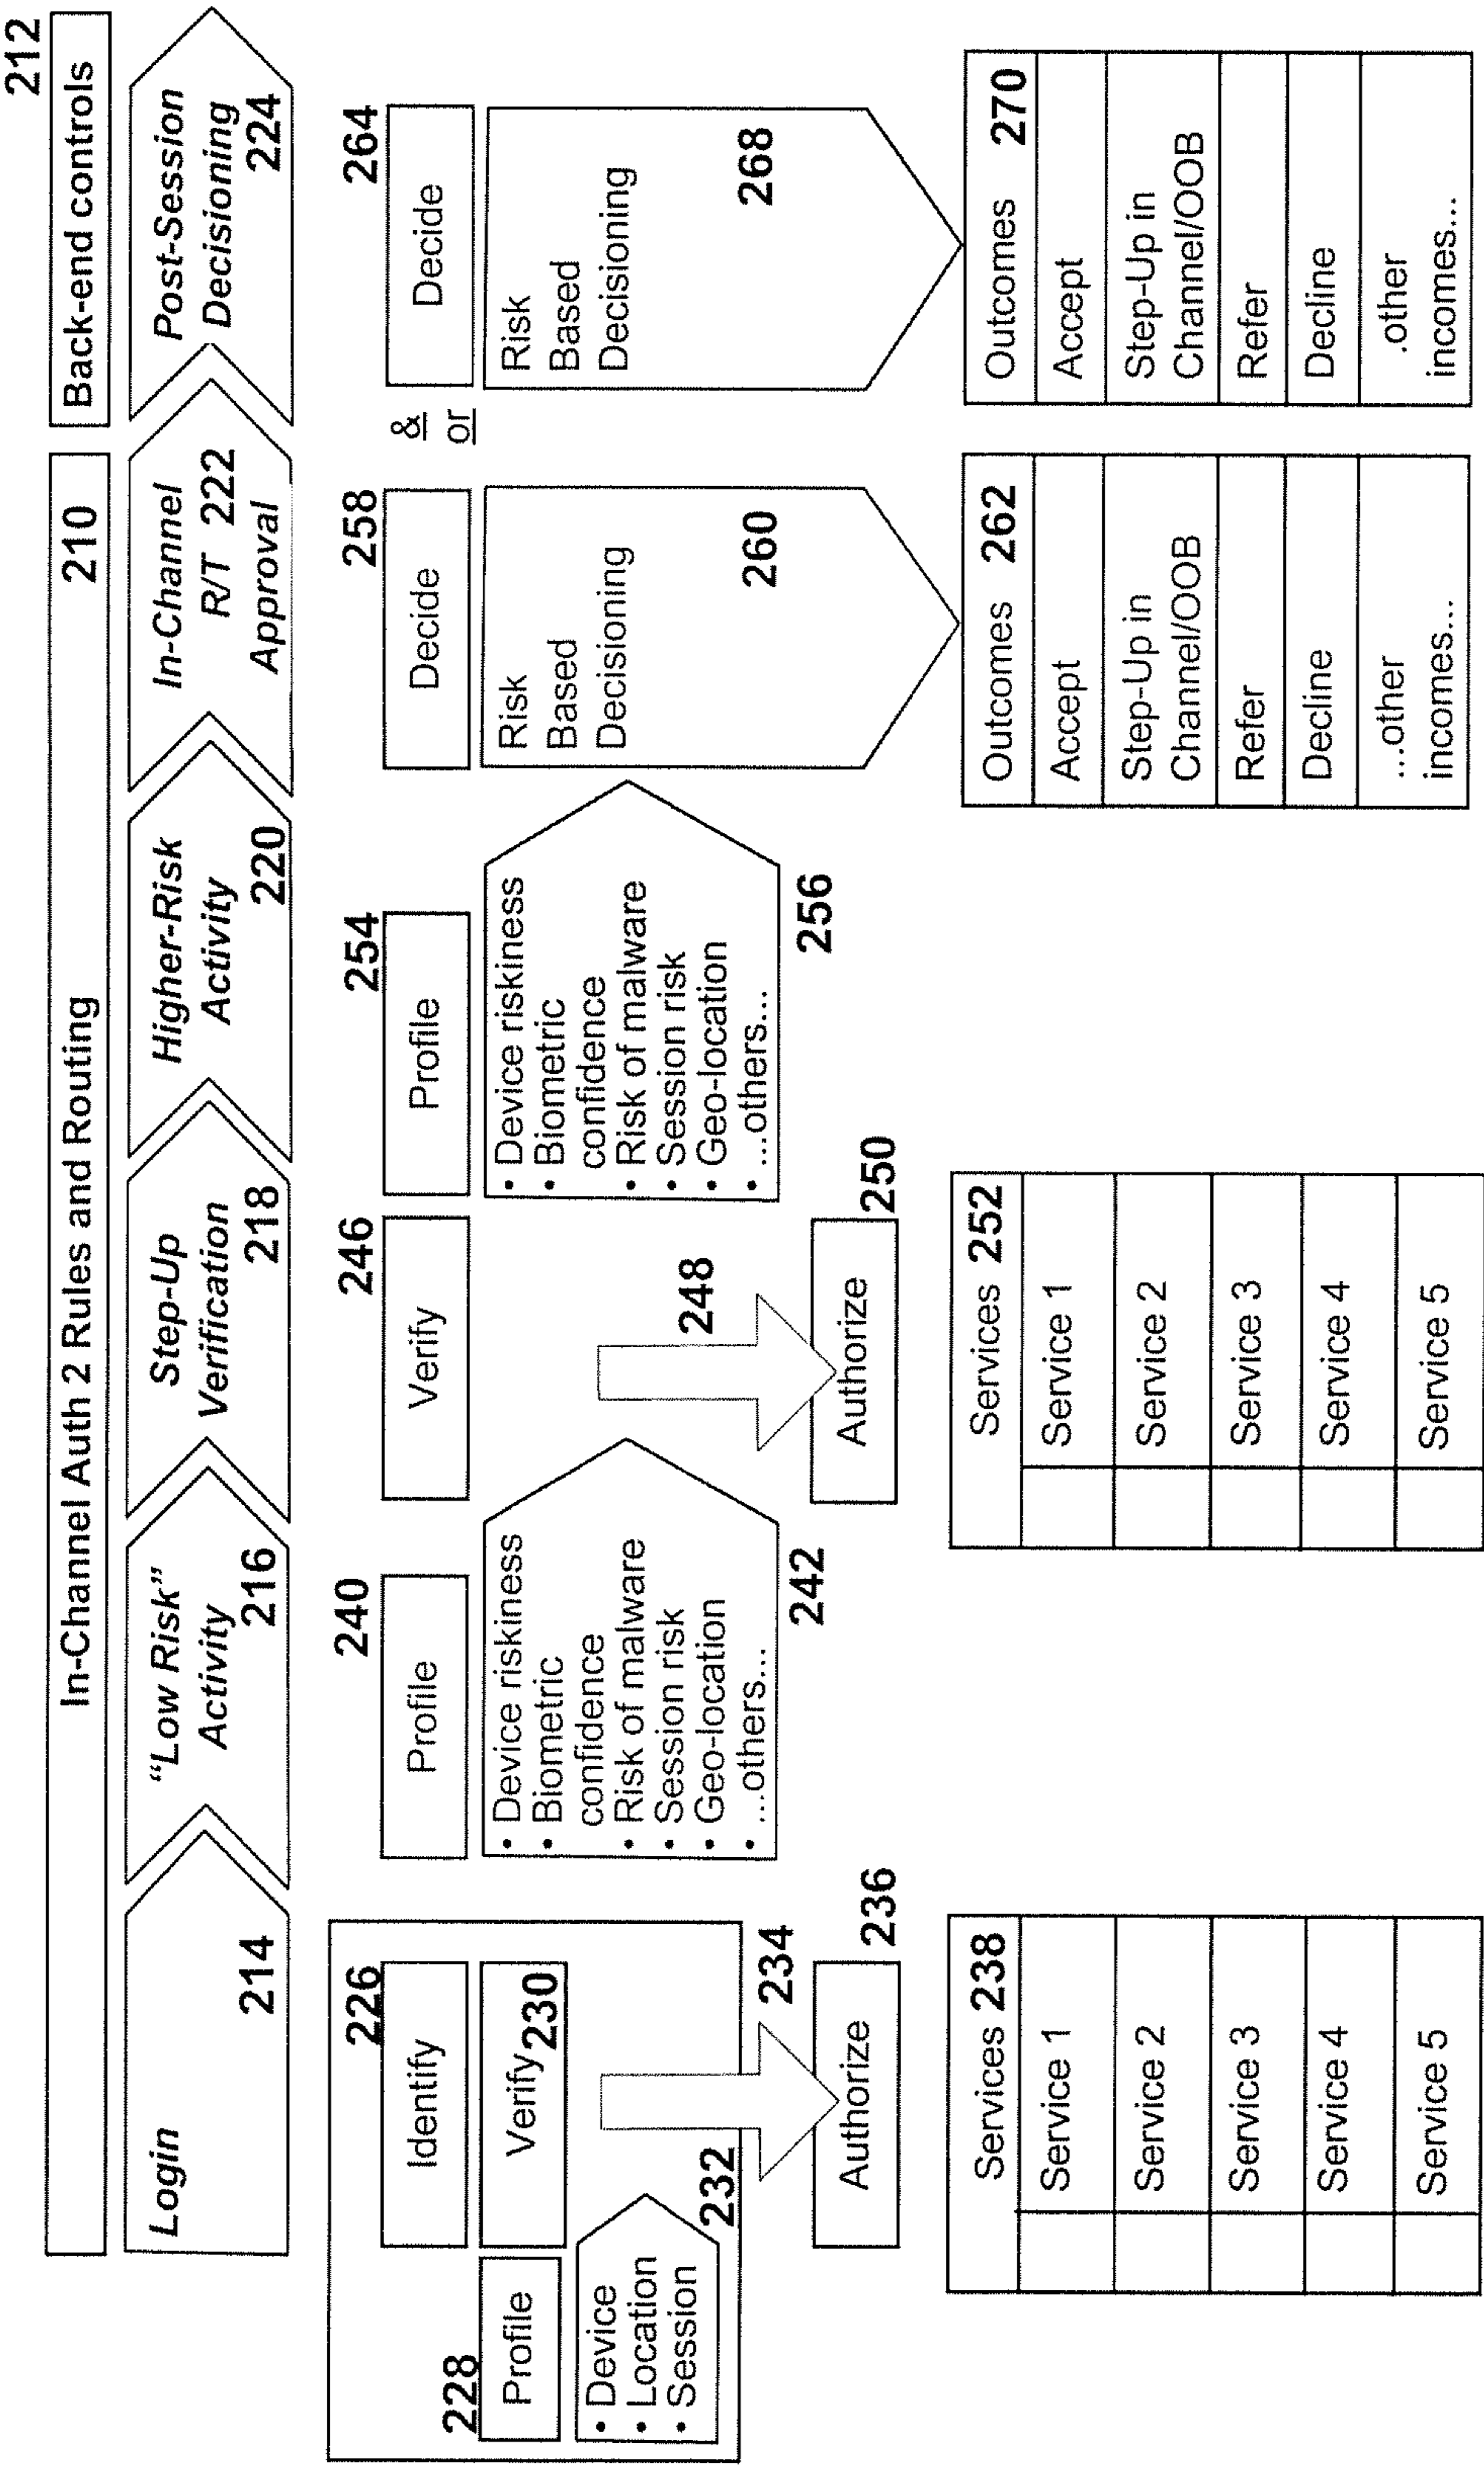 212
In-Channel Auth 2 Rules and Routing 210
Back-end controls
Login
214
“Low Risk”
Activity
216
Step-Up
Verification
218
Higher-Risk
Activity
220
In-Channel
R/T 222
Approval
Post-Session
Decisioning
224
226
Identify
228
Profile
Verify 230
• Device
• Location
• Session
232
234
236
Authorize
Services 238
Service 1
Service 2
Service 3
Service 4
Service 5
240
Profile
• Device riskiness
• Biometric
confidence
• Risk of malware
• Session risk
• Geo-location
• ...others...
242
246
Verify
248
250
Authorize
Services 252
Service 1
Service 2
Service 3
Service 4
Service 5
254
Profile
• Device riskiness
• Biometric
confidence
• Risk of malware
• Session risk
• Geo-location
• ...others...
256
258
Decide
Risk
Based
Decisioning
260
Outcomes 262
Accept
Step-Up in
Channel/OOB
Refer
Decline
...other
incomes...
&
or
264
Decide
Risk
Based
Decisioning
268
Outcomes 270
Accept
Step-Up in
Channel/OOB
Refer
Decline
.other
incomes...